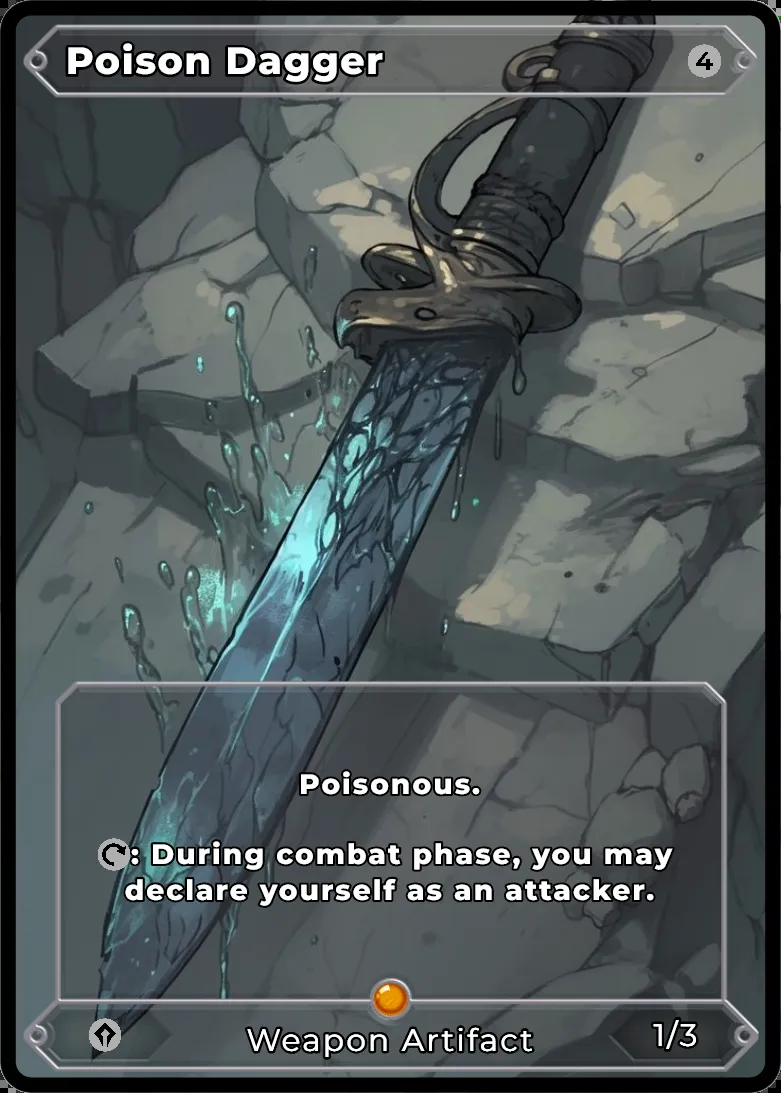 Poison Dagger
4
Poisonous.
: During combat phase, you may
declare yourself as an attacker.
Weapon Artifact
1/3